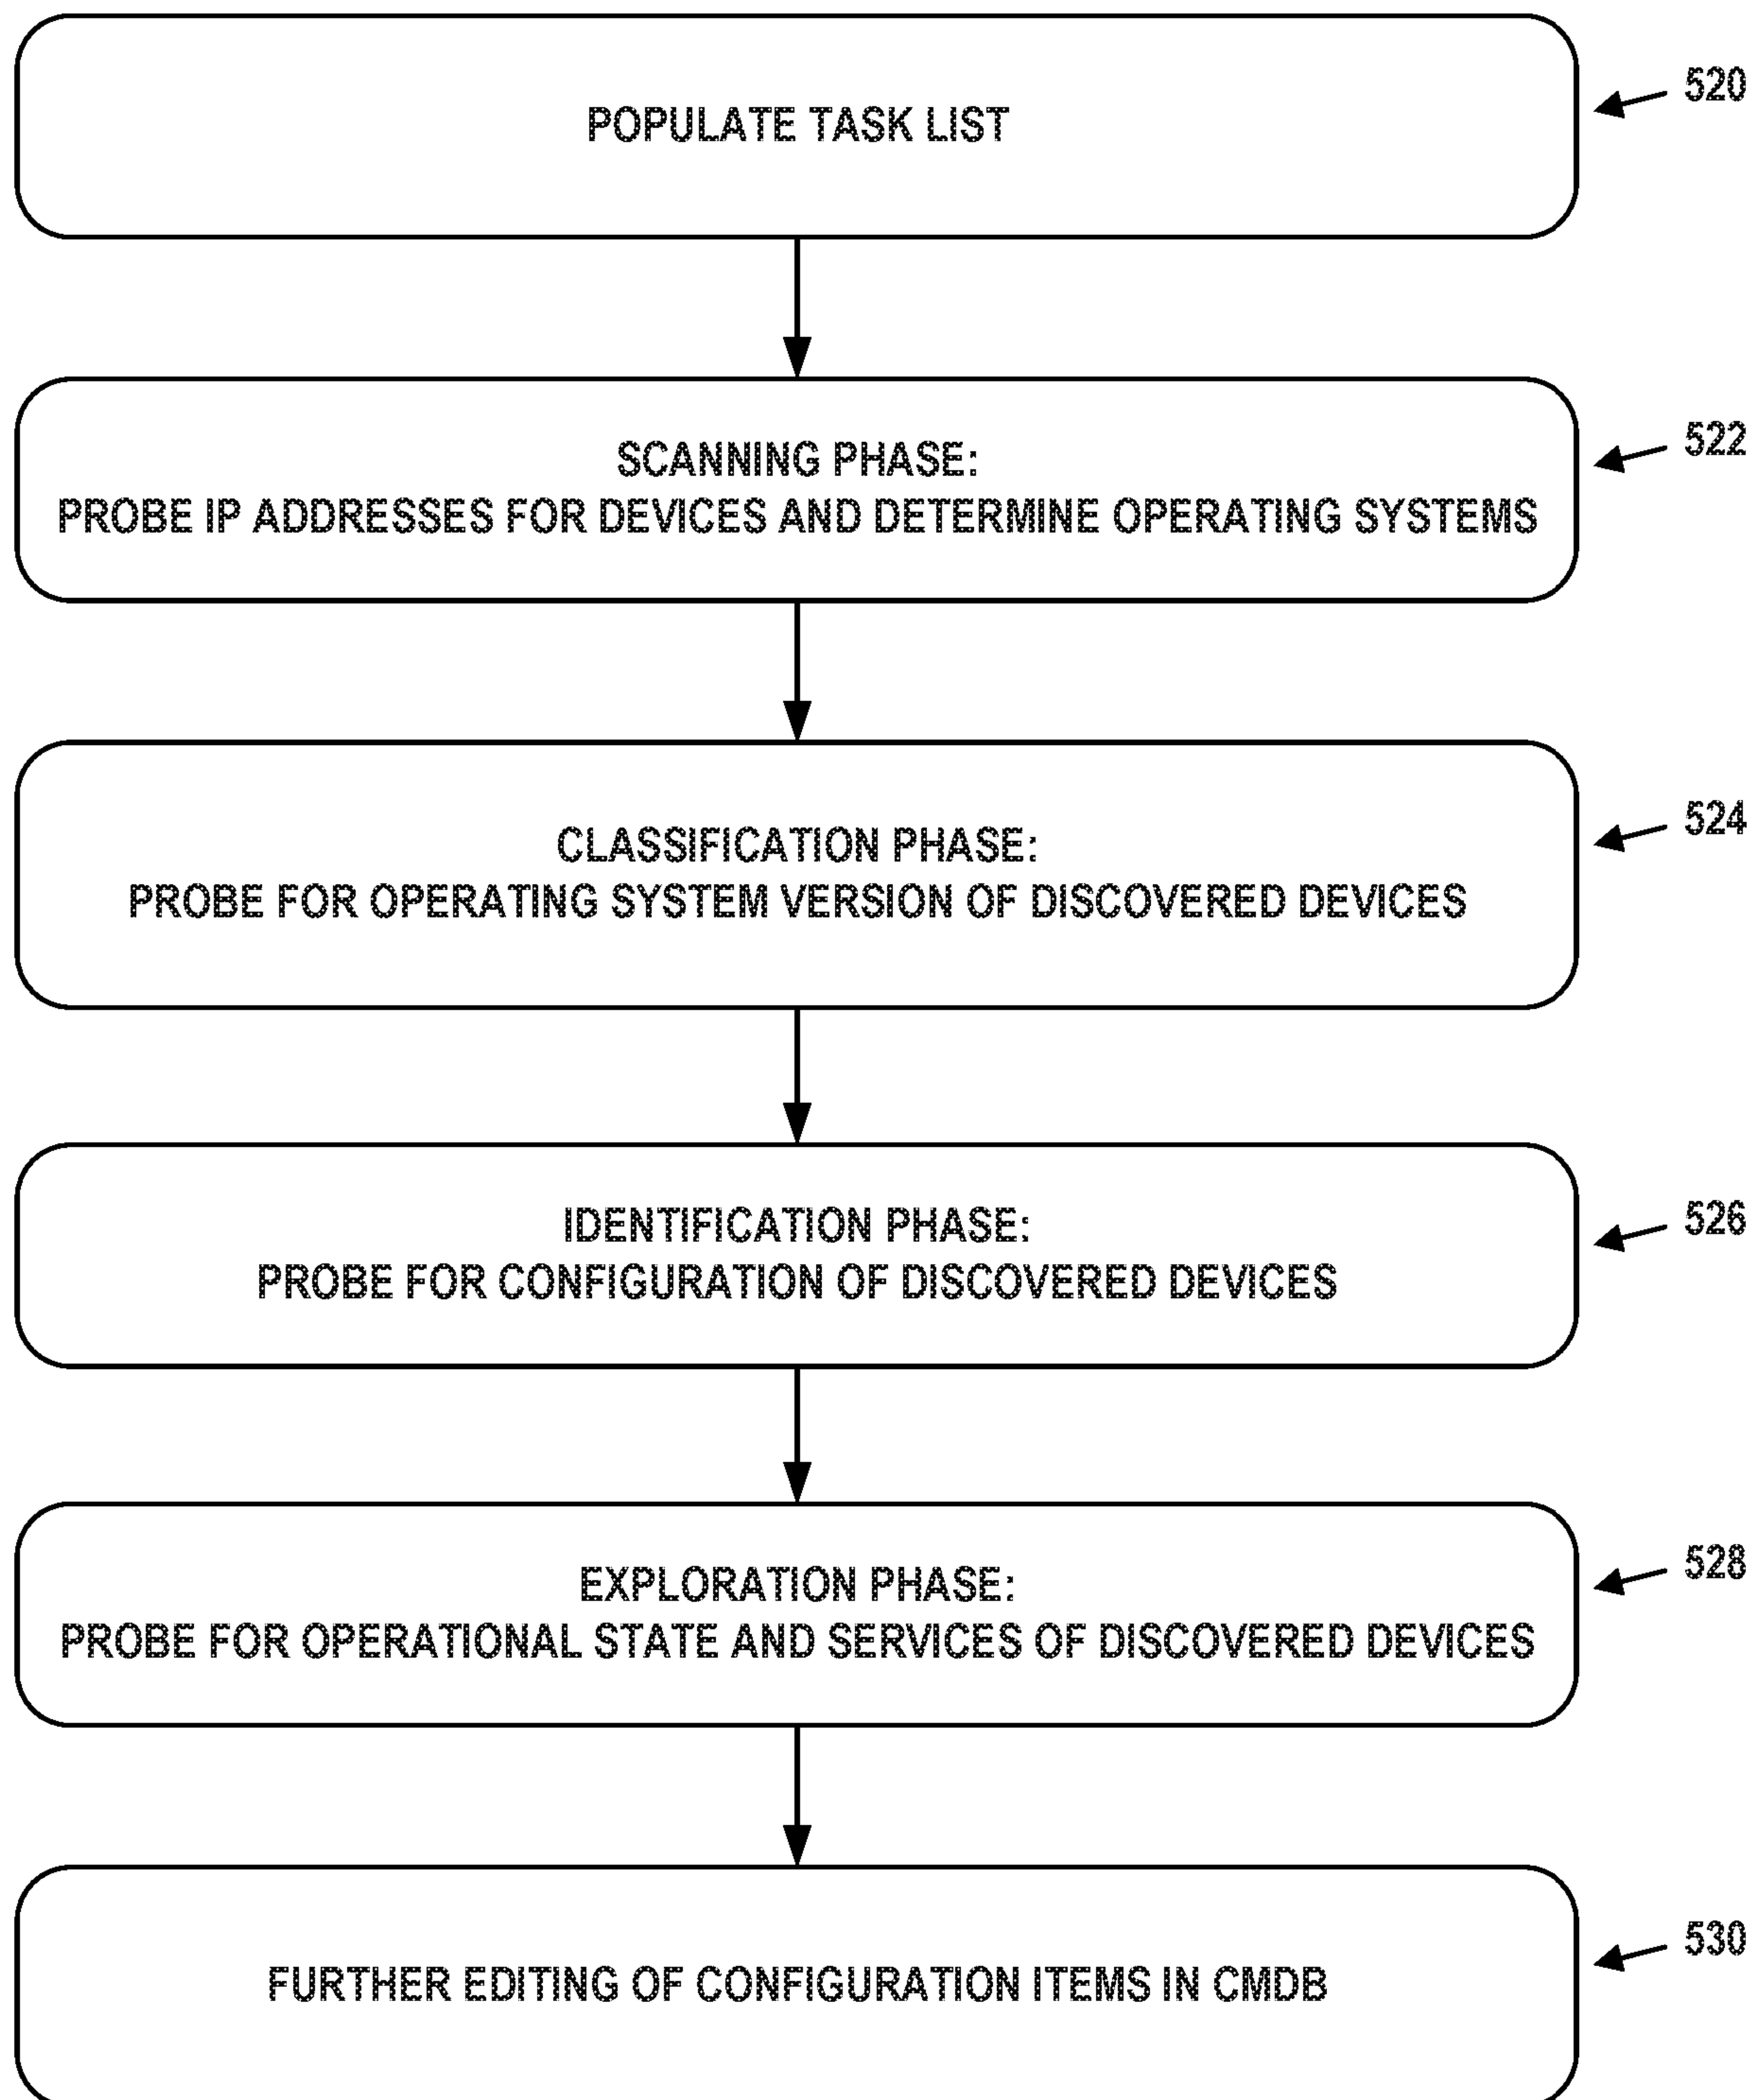 POPULATE TASK LIST
520
SCANNING PHASE:
PROBE IP ADDRESSES FOR DEVICES AND DETERMINE OPERATING SYSTEMS
522
CLASSIFICATION PHASE:
PROBE FOR OPERATING SYSTEM VERSION OF DISCOVERED DEVICES
524
IDENTIFICATION PHASE:
PROBE FOR CONFIGURATION OF DISCOVERED DEVICES
526
EXPLORATION PHASE:
PROBE FOR OPERATIONAL STATE AND SERVICES OF DISCOVERED DEVICES
528
FURTHER EDITING OF CONFIGURATION ITEMS IN CMDB
530